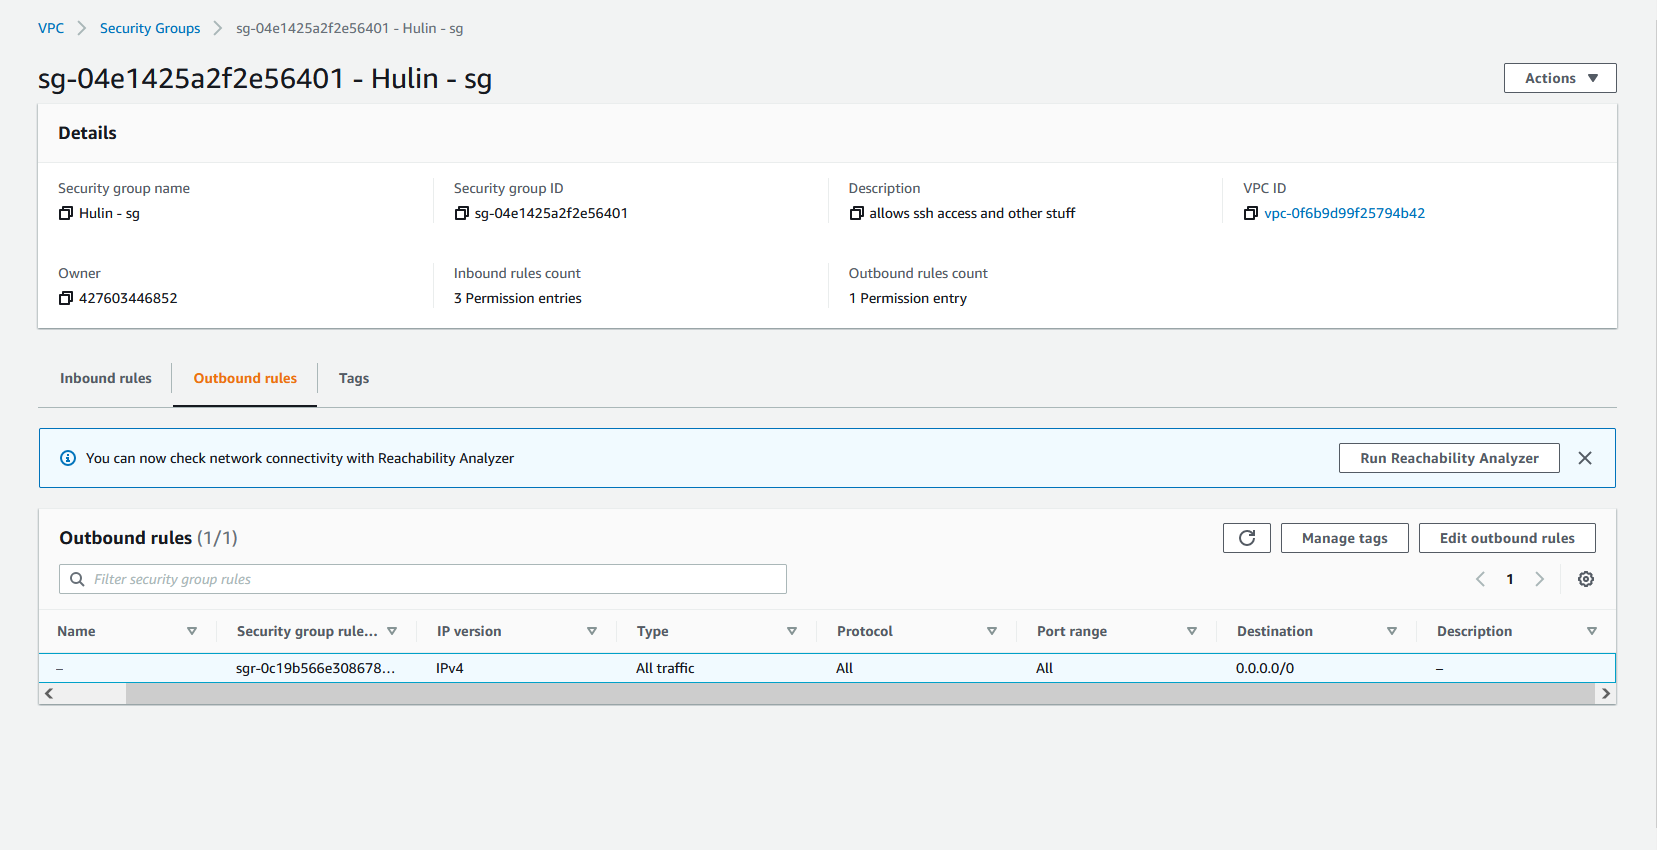 VPC > Security Groups > sg-04e1425a2f2e56401 - Hulin - sg
sg-04e1425a2f2e56401 - Hulin - sg
Actions
Details
Security group name
Hulin - sg
Security group ID
sg-04e1425a2f2e56401
Description
allows ssh access and other stuff
VPC ID
vpc-0f6b9d99f25794b42
Owner
427603446852
Inbound rules count
3 Permission entries
Outbound rules count
1 Permission entry
Inbound rules Outbound rules Tags
You can now check network connectivity with Reachability Analyzer
Run Reachability Analyzer
Outbound rules (1/1)
Manage tags
Edit outbound rules
Filter security group rules
1
Name Security group rule... IP version Type Protocol Port range Destination Description
– sgr-0c19b566e308678... IPv4 All traffic All All 0.0.0.0/0 –